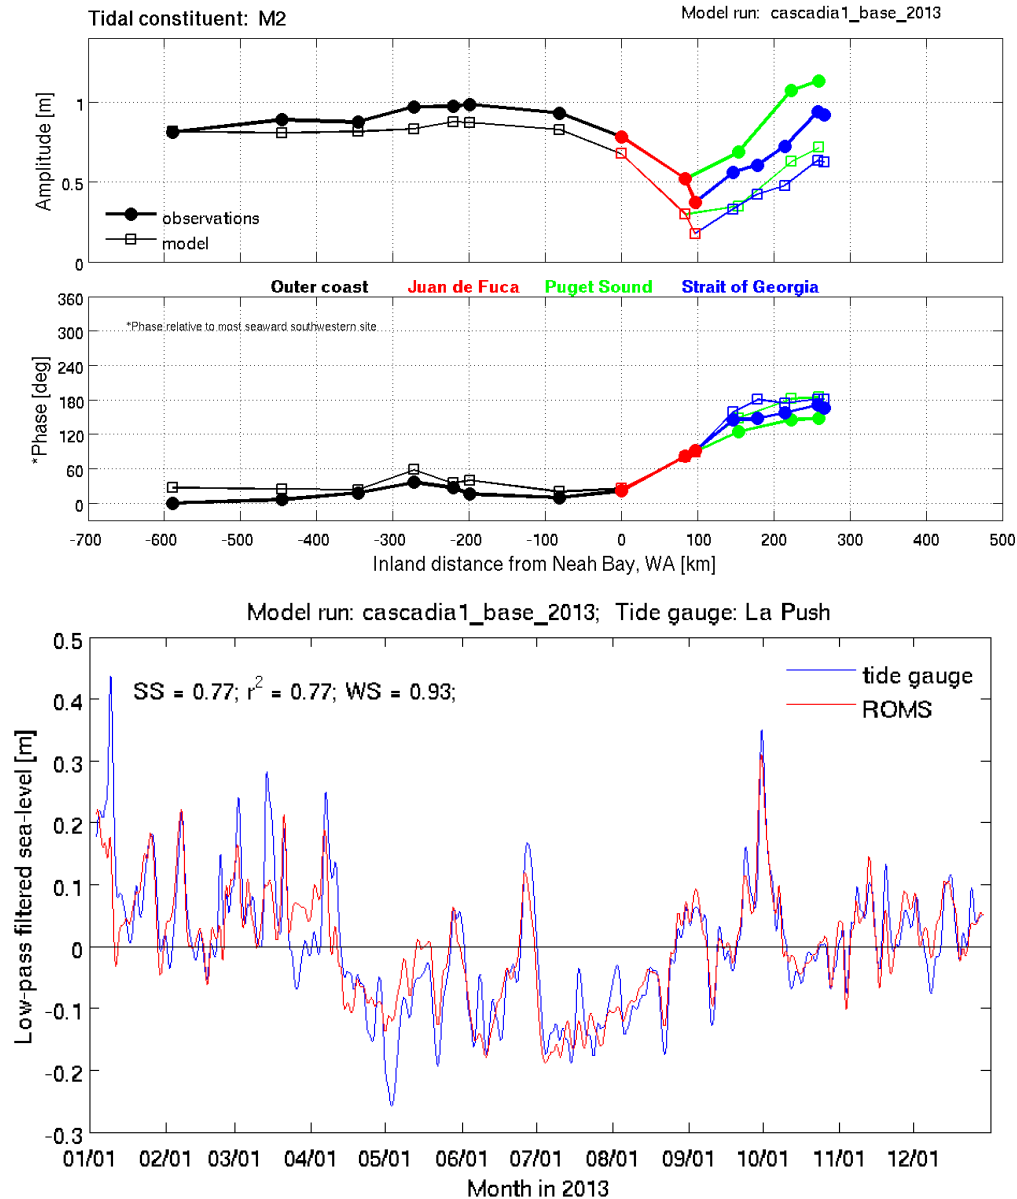 Tidal constituent: M2
Model run: cascadia1_base_2013
Amplitude [m]
1
0.5
0
observations
model
Outer coast
Juan de Fuca
Puget Sound
Strait of Georgia
*Phase [deg]
360
300
240
180
120
60
0
*Phase relative to most seaward southwestern site
-700 -600 -500 -400 -300 -200 -100 0 100 200 300 400 500
Inland distance from Neah Bay, WA [km]
Model run: cascadia1_base_2013; Tide gauge: La Push
Low-pass filtered sea-level [m]
0.5
0.4
0.3
0.2
0.1
0
-0.1
-0.2
-0.3
SS = 0.77; r² = 0.77; WS = 0.93;
tide gauge
ROMS
01/01 02/01 03/01 04/01 05/01 06/01 07/01 08/01 09/01 10/01 11/01 12/01
Month in 2013